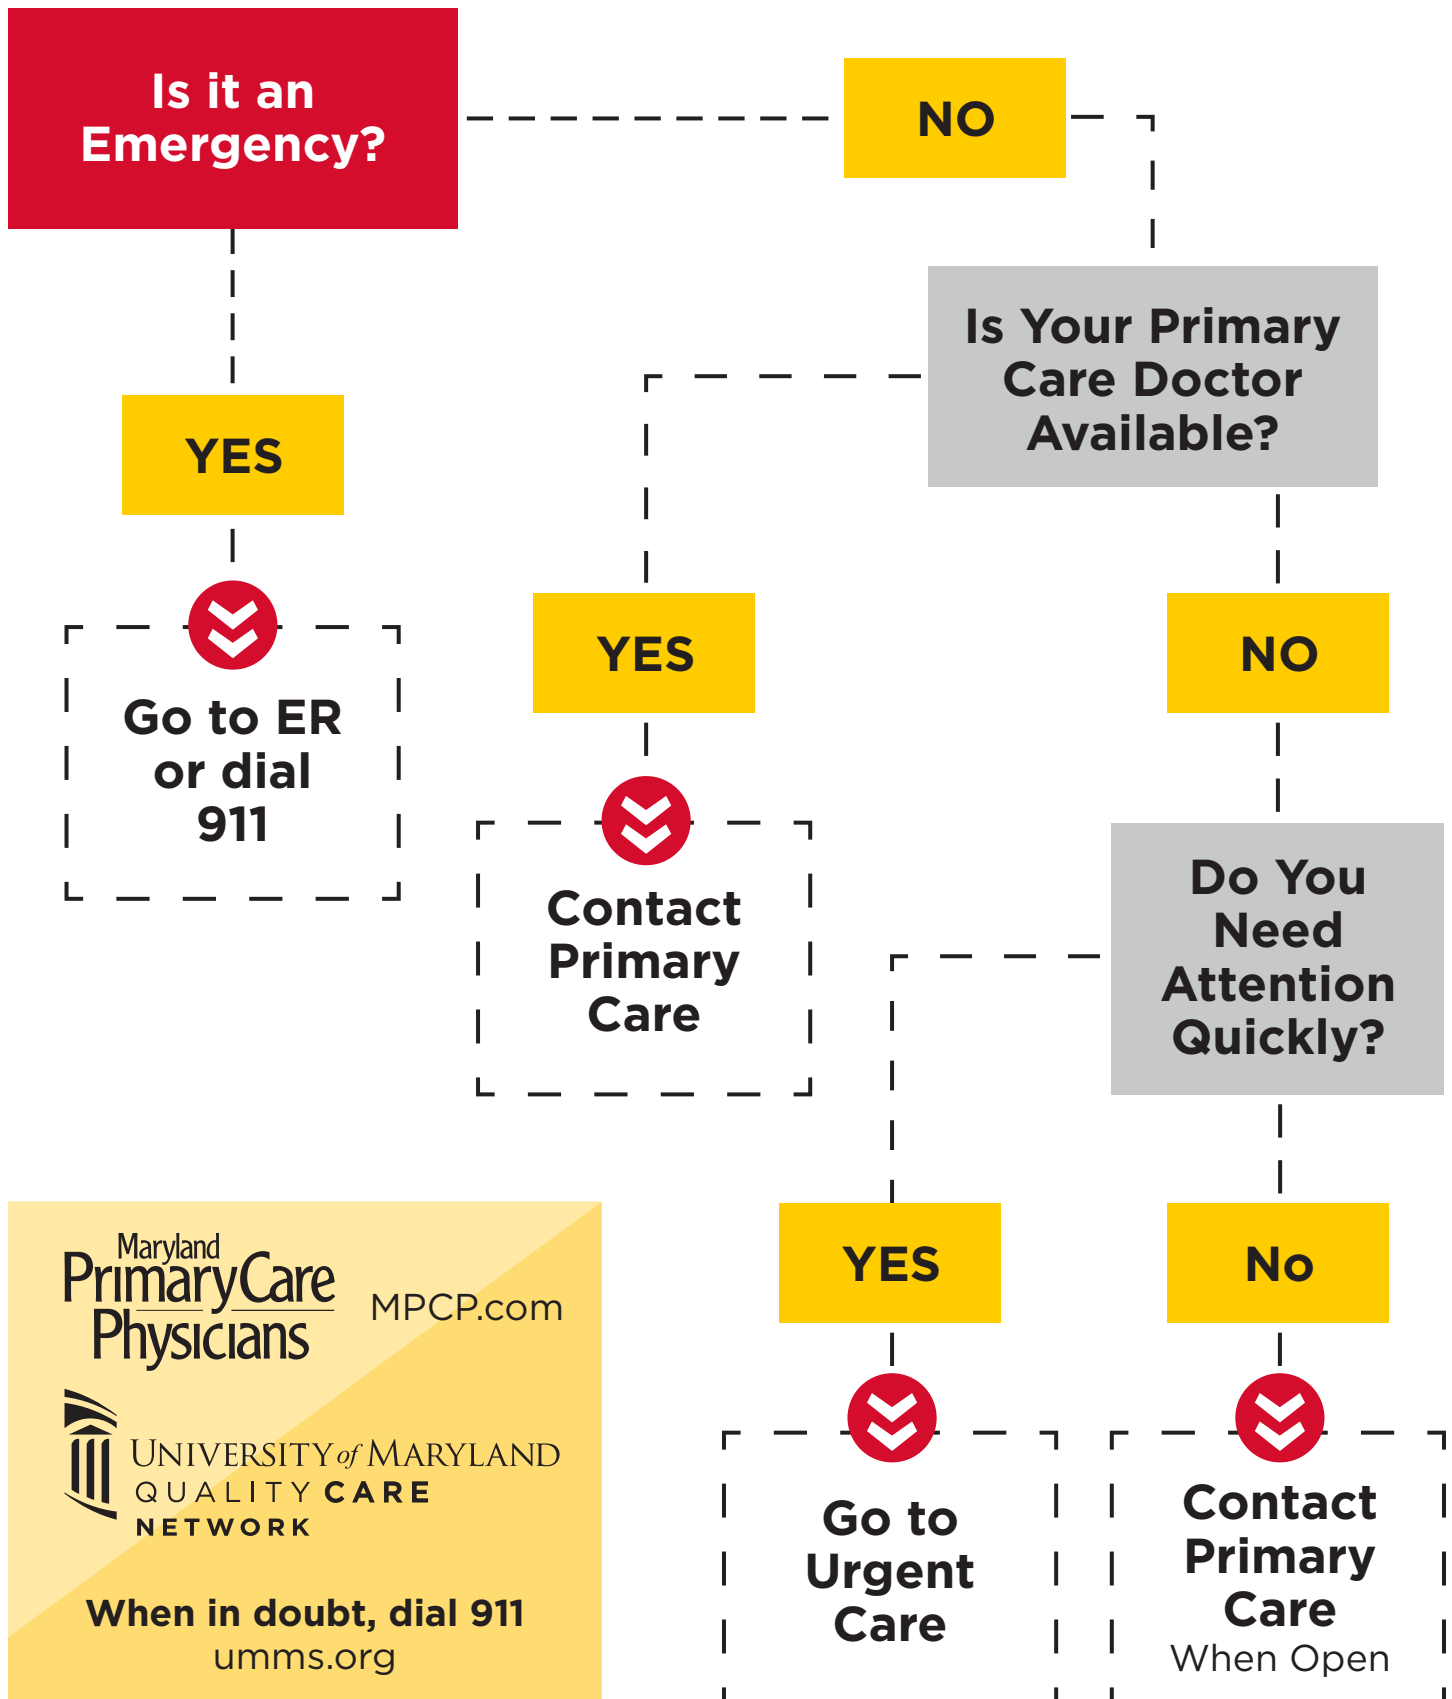 Is it an
Emergency?
NO
Is Your Primary
Care Doctor
Available?
YES
YES
NO
Go to ER
or dial
911
Contact
Primary
Care
Do You
Need
Attention
Quickly?
YES
No
Go to
Urgent
Care
Contact
Primary
Care
When Open
Maryland
PrimaryCare
Physicians
MPCP.com
UNIVERSITY of MARYLAND
QUALITY CARE
NETWORK
When in doubt, dial 911
umms.org